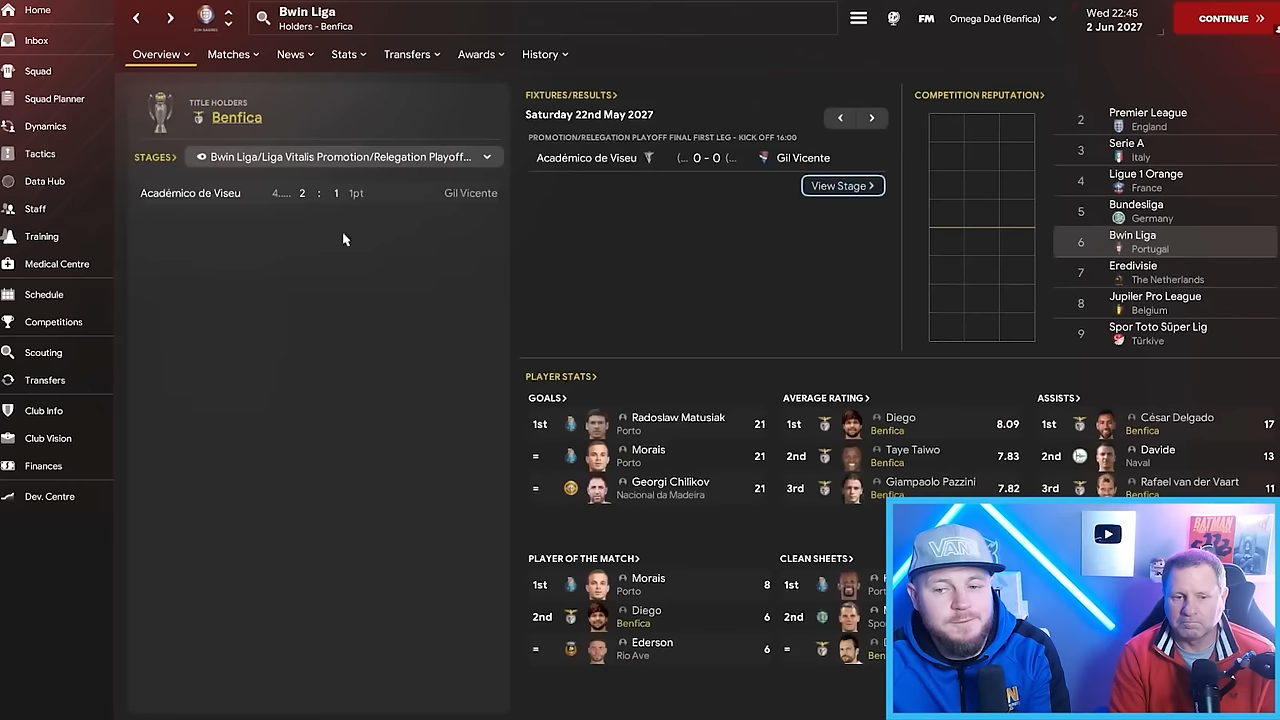 Home
Inbox
Squad
Squad Planner
Dynamics
Tactics
Data Hub
Staff
Training
Medical Centre
Schedule
Competitions
Scouting
Transfers
Club Info
Club Vision
Finances
Dev. Centre
Bwin Liga
Holders - Benfica
FM
Omega Dad (Benfica)
Wed 22:45
2 Jun 2027
CONTINUE
Overview
Matches
News
Stats
Transfers
Awards
History
TITLE HOLDERS
Benfica
STAGES>
Bwin Liga/Liga Vitalis Promotion/Relegation Playoff...
Académico de Viseu 4..... 2 : 1 1pt Gil Vicente
FIXTURES/RESULTS>
Saturday 22nd May 2027
PROMOTION/RELEGATION PLAYOFF FINAL FIRST LEG - KICK OFF 16:00
Académico de Viseu (... 0 - 0 (... Gil Vicente
View Stage >
COMPETITION REPUTATION>
2 Premier League
England
3 Serie A
Italy
4 Ligue 1 Orange
France
5 Bundesliga
Germany
6 Bwin Liga
Portugal
7 Eredivisie
The Netherlands
8 Jupiler Pro League
Belgium
9 Spor Toto Süper Lig
Türkiye
PLAYER STATS>
GOALS>
1st Radoslaw Matusiak 21
Porto
= Morais 21
Porto
= Georgi Chilikov 21
Nacional da Madeira
AVERAGE RATING>
1st Diego 8.09
Benfica
2nd Taye Taiwo 7.83
Benfica
3rd Giampaolo Pazzini 7.82
Benfica
ASSISTS>
1st César Delgado 17
Benfica
2nd Davide 13
Naval
3rd Rafael van der Vaart 11
Benfica
PLAYER OF THE MATCH>
1st Morais 8
Porto
2nd Diego 6
Benfica
= Ederson 6
Rio Ave
CLEAN SHEETS>
1st
2nd
=
BATMAN
VANS